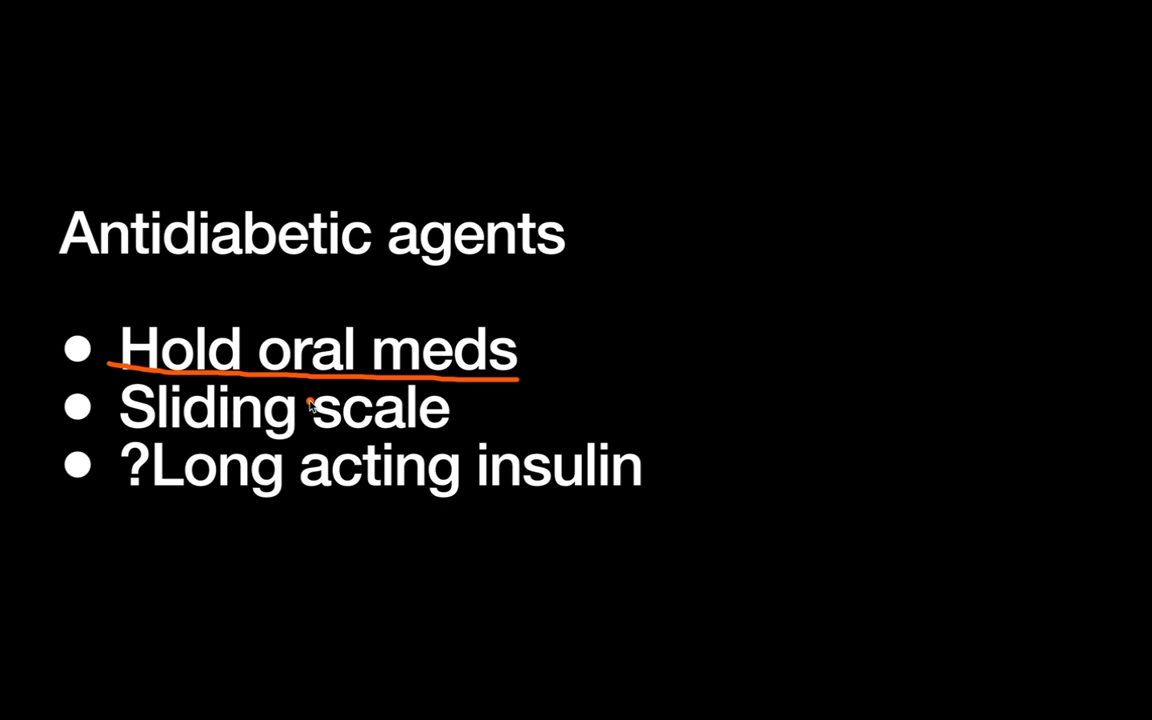 Antidiabetic agents
● Hold oral meds
● Sliding scale
● ?Long acting insulin